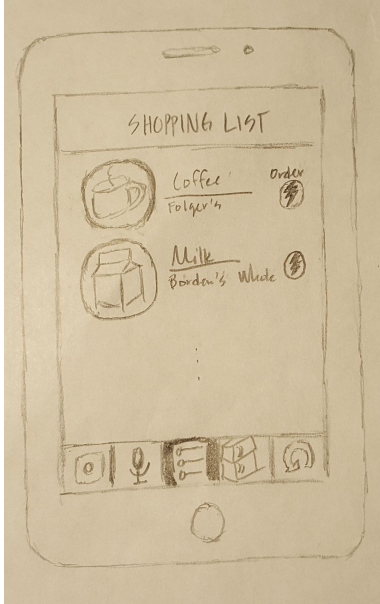 SHOPPING LIST
Coffee
Order
Folger's
Milk
Borden's Whole